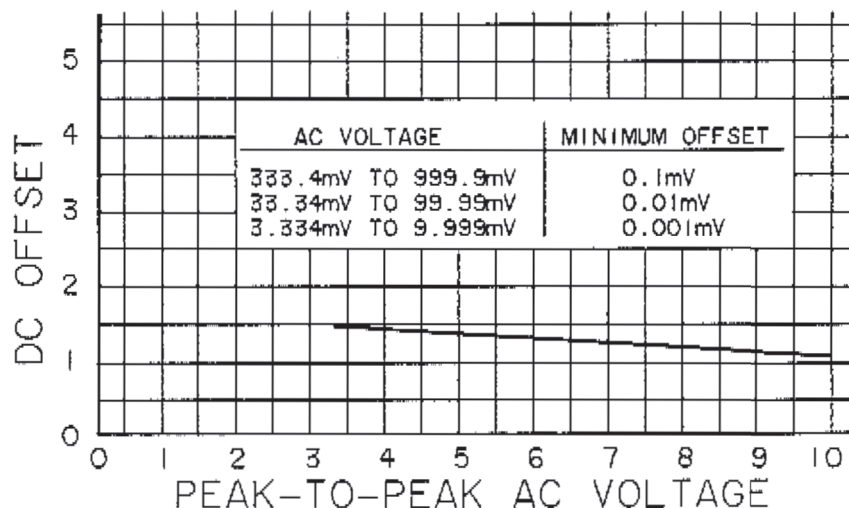 5
4
3
2
1
0
DC OFFSET
AC VOLTAGE MINIMUM OFFSET
333.4mV TO 999.9mV 0.1mV
33.34mV TO 99.99mV 0.01mV
3.334mV TO 9.999mV 0.001mV
0 1 2 3 4 5 6 7 8 9 10
PEAK-TO-PEAK AC VOLTAGE